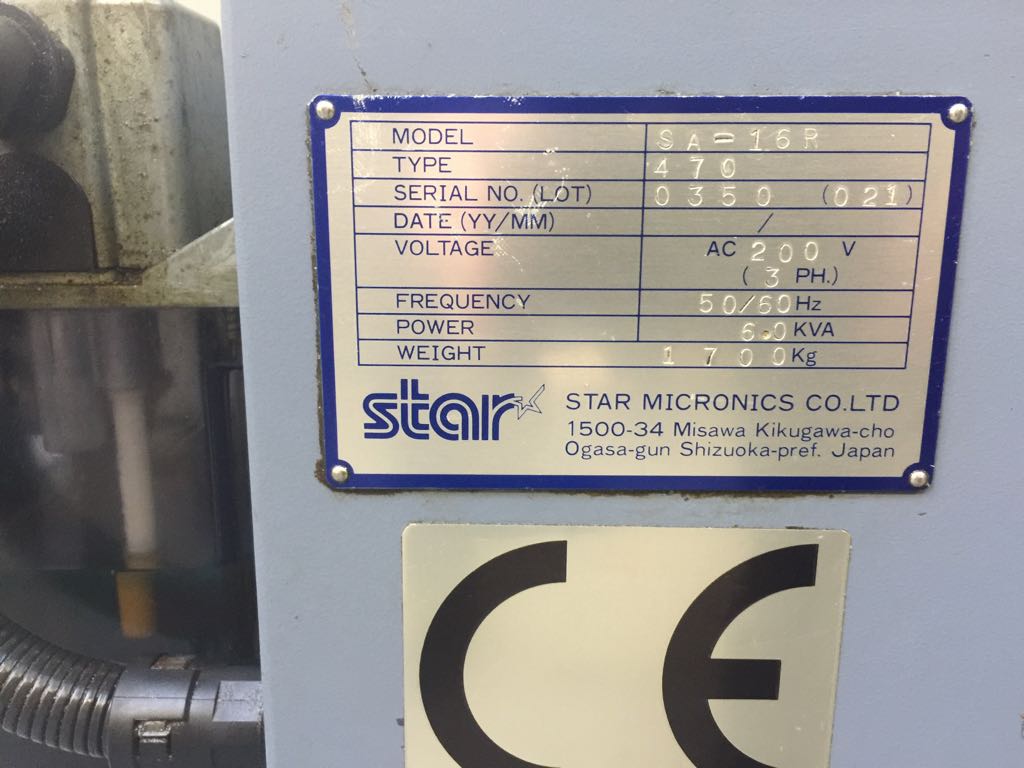 MODEL SA-16R
TYPE 470
SERIAL NO. (LOT) 0350 (021)
DATE (YY/MM) /
VOLTAGE AC 200 V
(3 PH.)
FREQUENCY 50/60Hz
POWER 6.0KVA
WEIGHT 1700Kg
star STAR MICRONICS CO.LTD
1500-34 Misawa Kikugawa-cho
Ogasa-gun Shizuoka-pref. Japan
CE